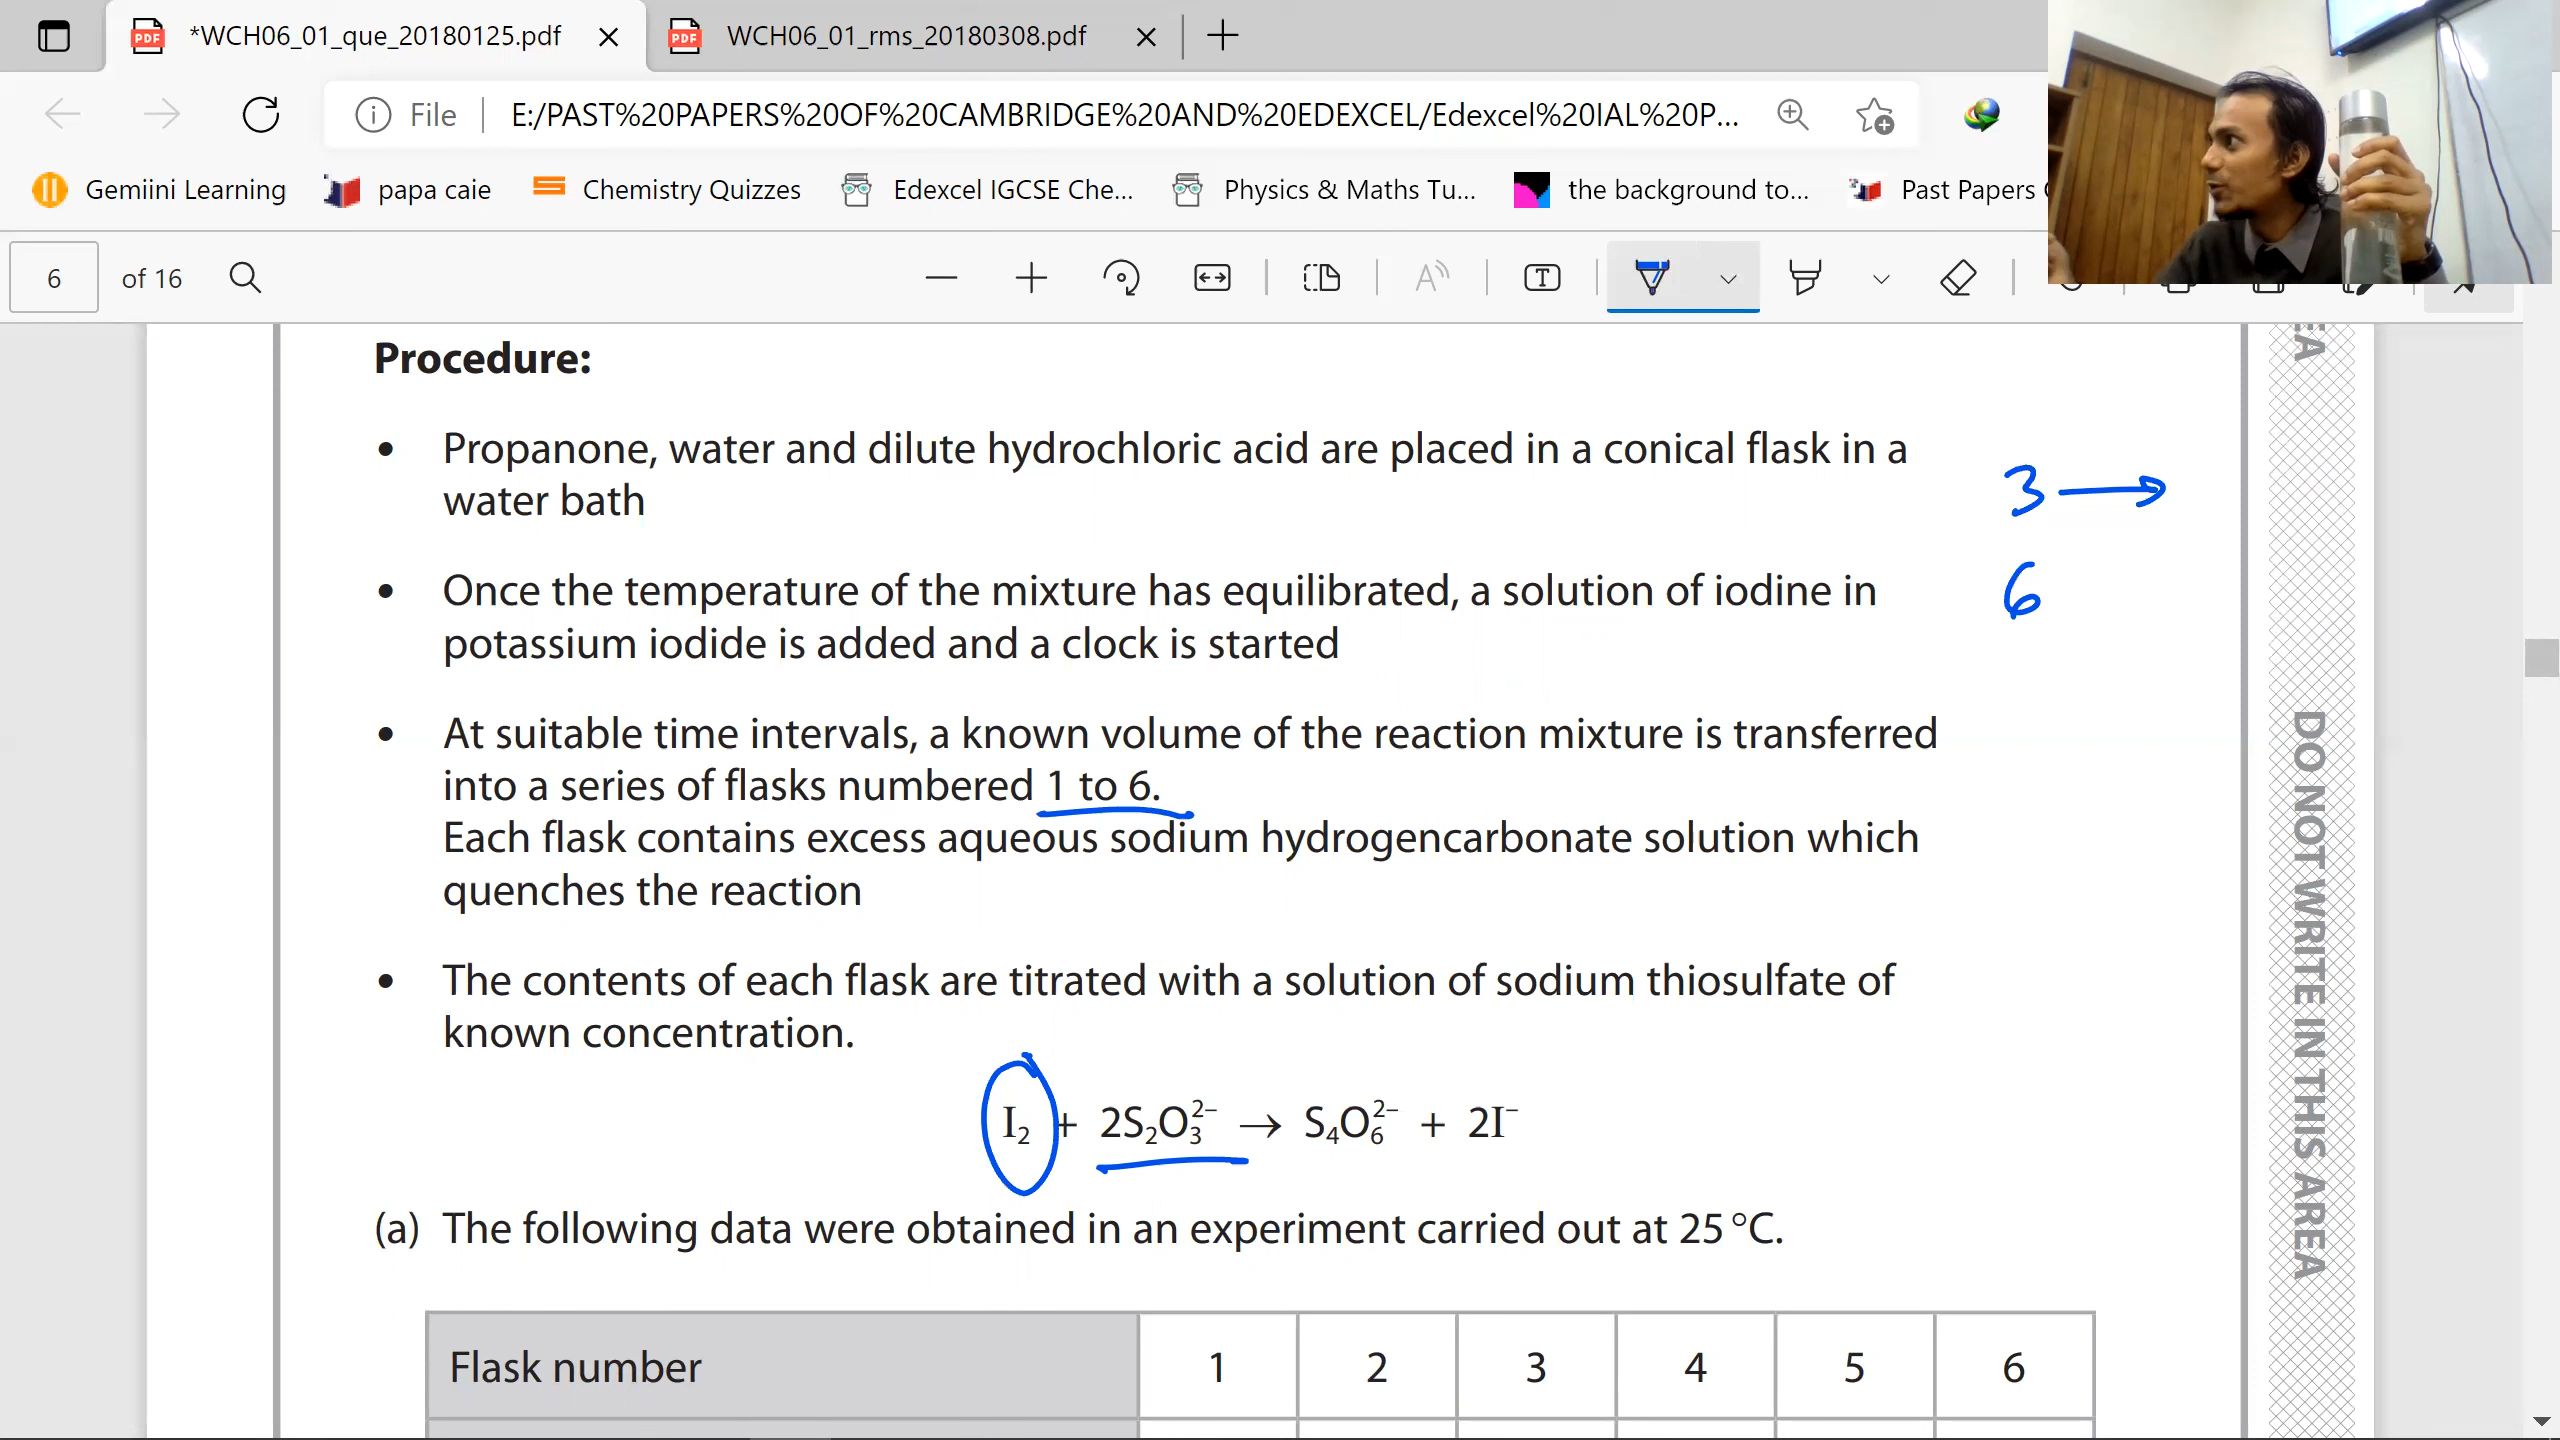 *WCH06_01_que_20180125.pdf
WCH06_01_rms_20180308.pdf
File
E:/PAST%20PAPERS%20OF%20CAMBRIDGE%20AND%20EDEXCEL/Edexcel%20IAL%20P...
Gemiini Learning
papa caie
Chemistry Quizzes
Edexcel IGCSE Che...
Physics & Maths Tu...
the background to...
Past Papers
6 of 16
Procedure:
• Propanone, water and dilute hydrochloric acid are placed in a conical flask in a
water bath
3 →
• Once the temperature of the mixture has equilibrated, a solution of iodine in
potassium iodide is added and a clock is started
6
• At suitable time intervals, a known volume of the reaction mixture is transferred
into a series of flasks numbered 1 to 6.
Each flask contains excess aqueous sodium hydrogencarbonate solution which
quenches the reaction
• The contents of each flask are titrated with a solution of sodium thiosulfate of
known concentration.
I₂ + 2S₂O₃²⁻ → S₄O₆²⁻ + 2I⁻
(a) The following data were obtained in an experiment carried out at 25 °C.
Flask number 1 2 3 4 5 6
EA
DO NOT WRITE IN THIS AREA